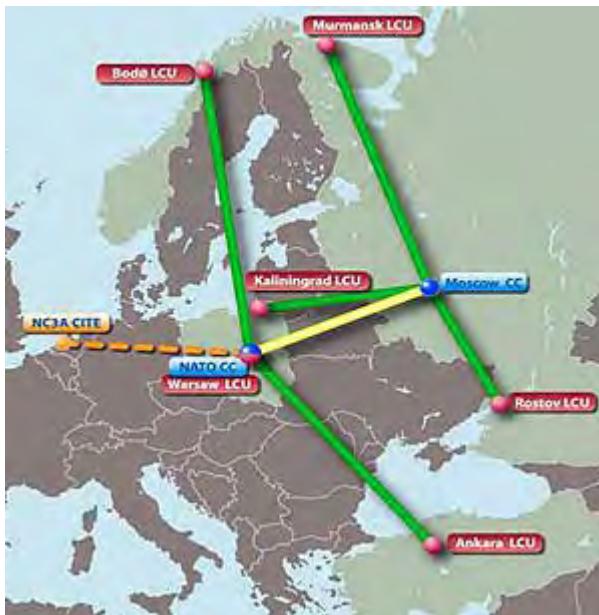 Murmansk LCU
Bodø LCU
Kaliningrad LCU
Moscow CC
NC3A CITE
NATO CC
Warsaw LCU
Rostov LCU
Ankara LCU